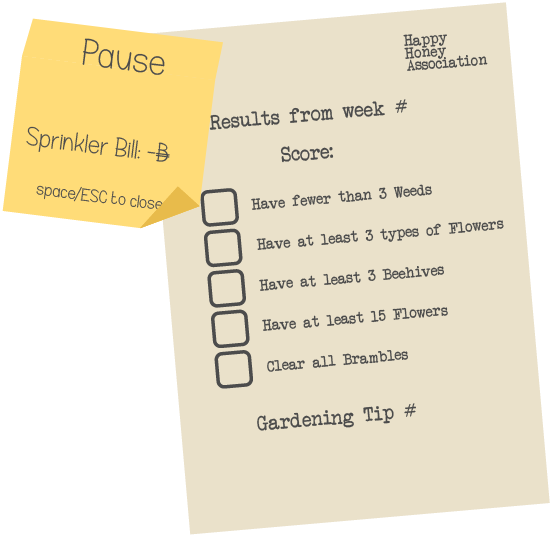 Pause
Sprinkler Bill: -B
space/ESC to close
Happy
Honey
Association
Results from week #
Score:
Have fewer than 3 Weeds
Have at least 3 types of Flowers
Have at least 3 Beehives
Have at least 15 Flowers
Clear all Brambles
Gardening Tip #